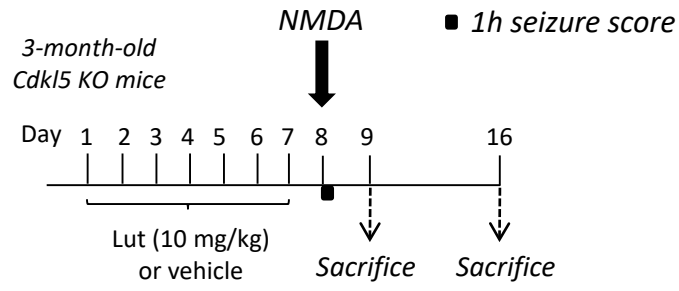 NMDA
1h seizure score
3-month-old
Cdkl5 KO mice
Day 1 2 3 4 5 6 7 8 9 16
Lut (10 mg/kg)
or vehicle
Sacrifice Sacrifice